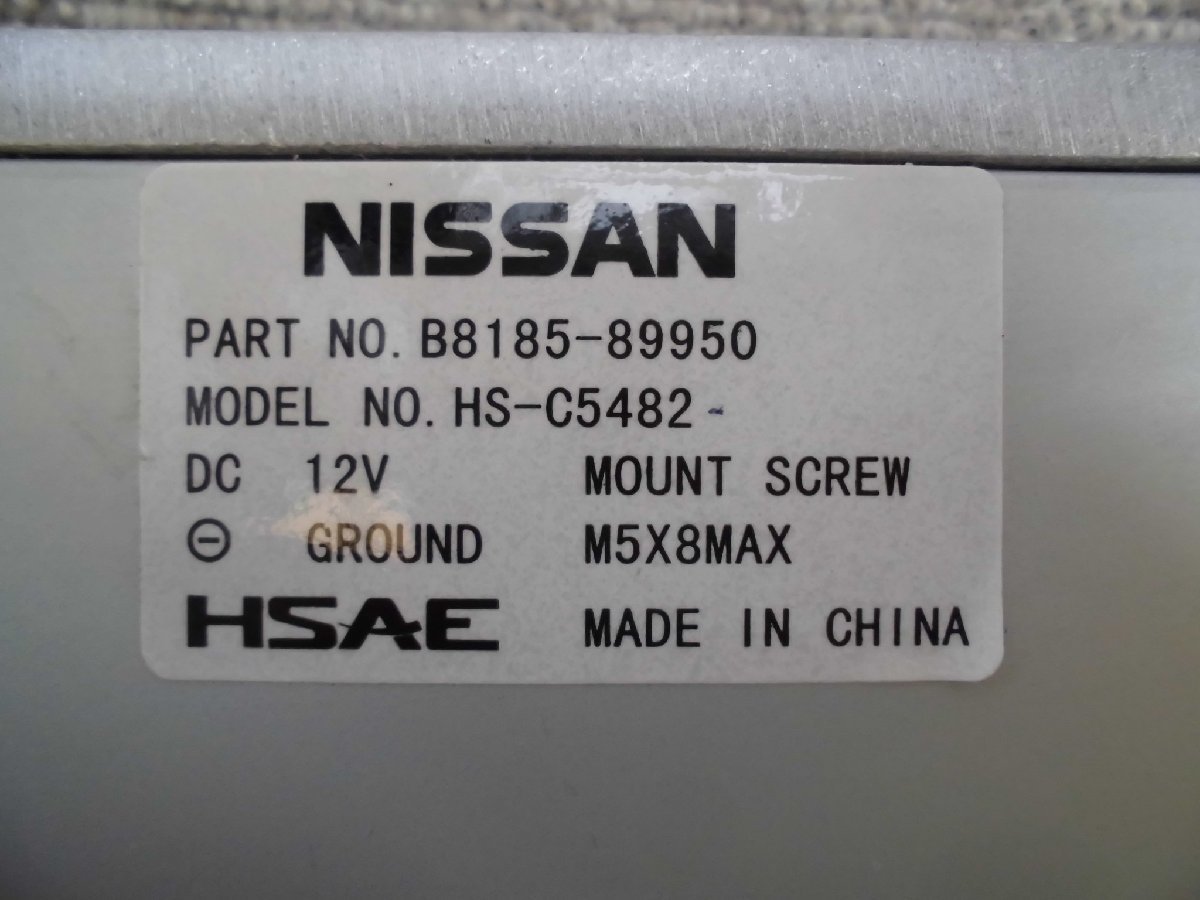 NISSAN
PART NO. B8185-89950
MODEL NO. HS-C5482-
DC 12V MOUNT SCREW
⊖ GROUND M5X8MAX
HSAE MADE IN CHINA